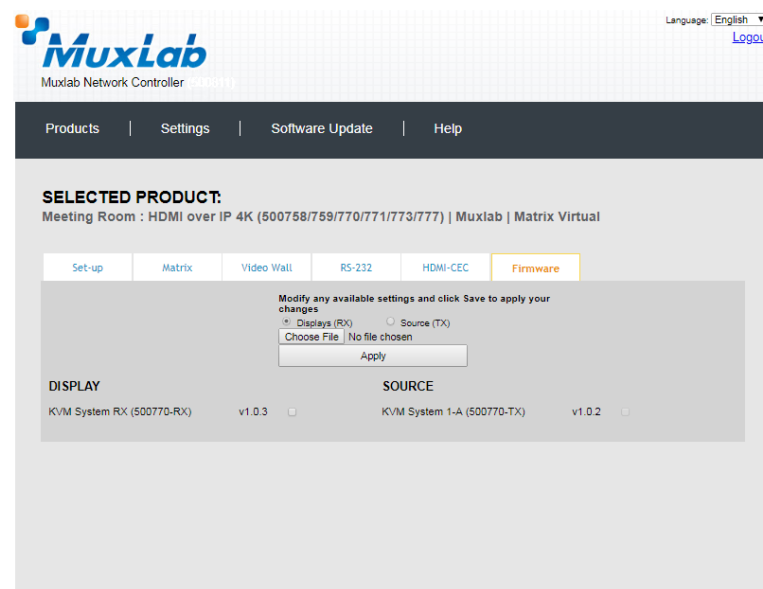 Language: English
Logou
MuxLab
Muxlab Network Controller (500811)
Products | Settings | Software Update | Help
SELECTED PRODUCT:
Meeting Room : HDMI over IP 4K (500758/759/770/771/773/777) | Muxlab | Matrix Virtual
Set-up Matrix Video Wall RS-232 HDMI-CEC Firmware
Modify any available settings and click Save to apply your
changes
Displays (RX) Source (TX)
Choose File No file chosen
Apply
DISPLAY SOURCE
KVM System RX (500770-RX) v1.0.3 KVM System 1-A (500770-TX) v1.0.2